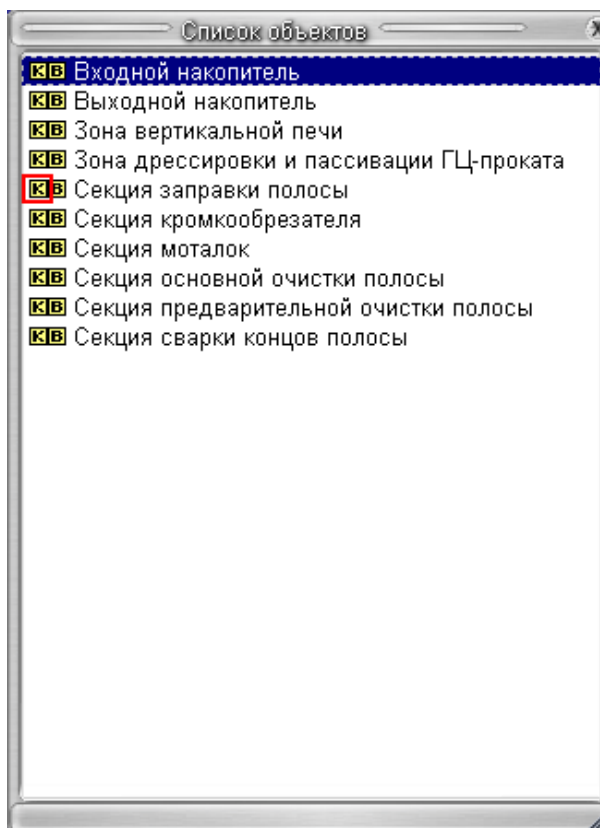 Список объектов
КВ Входной накопитель
КВ Выходной накопитель
КВ Зона вертикальной печи
КВ Зона дрессировки и пассивации ГЦ-проката
КВ Секция заправки полосы
КВ Секция кромкообрезателя
КВ Секция моталок
КВ Секция основной очистки полосы
КВ Секция предварительной очистки полосы
КВ Секция сварки концов полосы